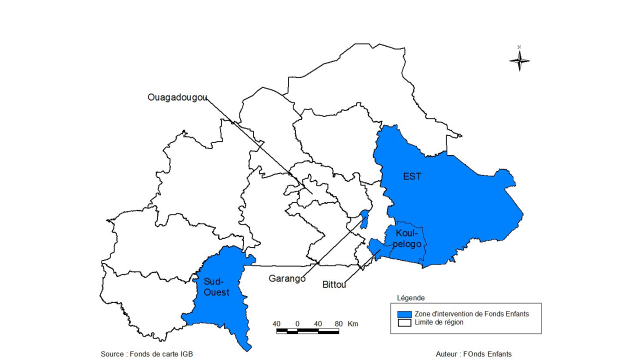 N
Ouagadougou
EST
Koul-
pelogo
Garango
Bittou
Sud-
Ouest
Légende
Zone d'intervention de Fonds Enfants
Limite de région
40 0 40 80 Km
Source : Fonds de carte IGB
Auteur : FOnds Enfants